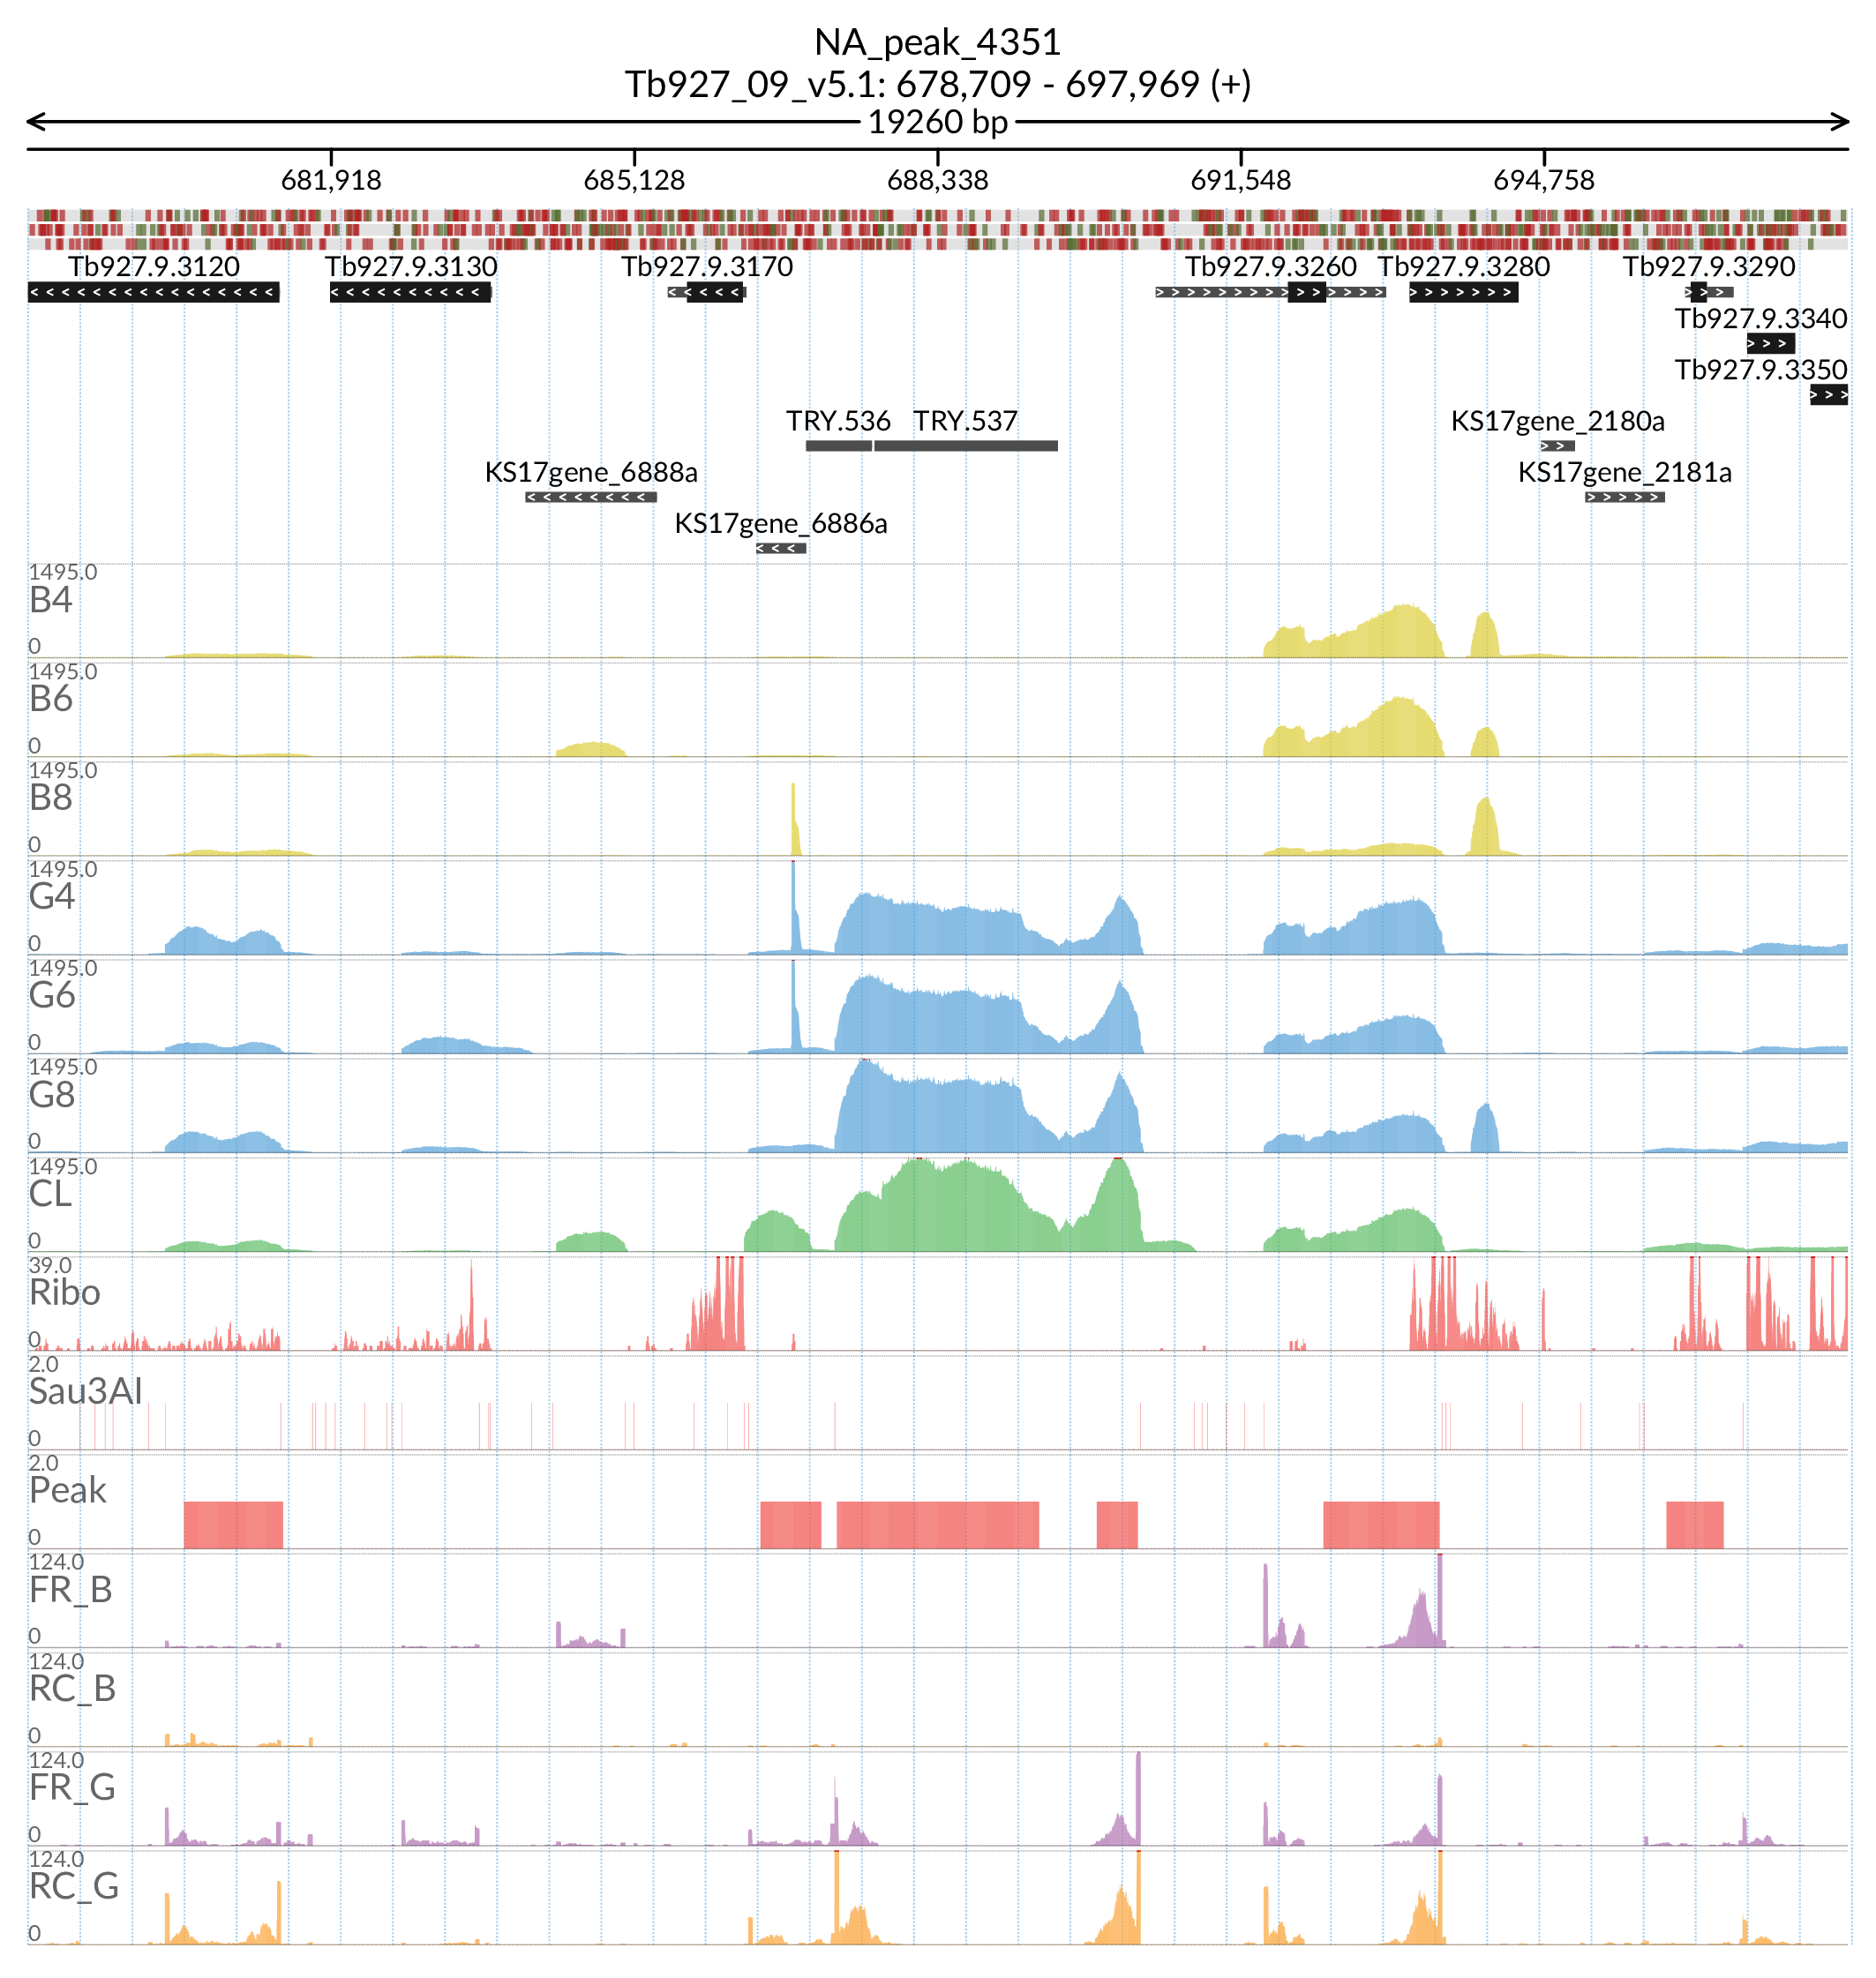 NA_peak_4351
Tb927_09_v5.1: 678,709 - 697,969 (+)
19260 bp
681,918 685,128 688,338 691,548 694,758
Tb927.9.3120 Tb927.9.3130 Tb927.9.3170 Tb927.9.3260 Tb927.9.3280 Tb927.9.3290
Tb927.9.3340
Tb927.9.3350
TRY.536 TRY.537 KS17gene_2180a
KS17gene_6888a KS17gene_2181a
KS17gene_6886a
1495.0
B4
0
1495.0
B6
0
1495.0
B8
0
1495.0
G4
0
1495.0
G6
0
1495.0
G8
0
1495.0
CL
0
39.0
Ribo
0
2.0
Sau3AI
0
2.0
Peak
0
124.0
FR_B
0
124.0
RC_B
0
124.0
FR_G
0
124.0
RC_G
0